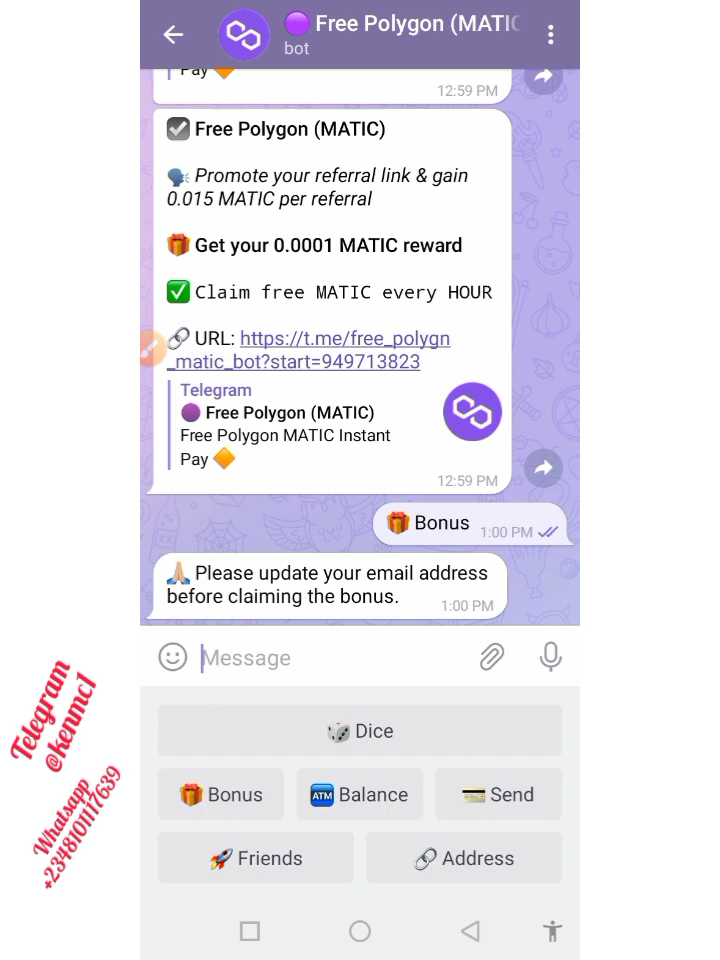 Free Polygon (MATIC
bot
Pay
12:59 PM
Free Polygon (MATIC)
Promote your referral link & gain
0.015 MATIC per referral
Get your 0.0001 MATIC reward
Claim free MATIC every HOUR
URL: https://t.me/free_polygn
_matic_bot?start=949713823
Telegram
Free Polygon (MATIC)
Free Polygon MATIC Instant
Pay
12:59 PM
Bonus 1:00 PM
Please update your email address
before claiming the bonus. 1:00 PM
Message
Dice
Bonus
ATM Balance
Send
Friends
Address
Telegram
@kenmc1
Whatsapp
+2348101117639